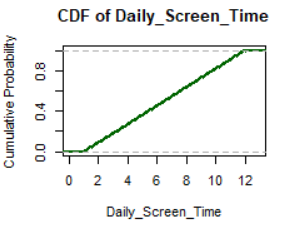 CDF of Daily_Screen_Time
Cumulative Probability
0.8
0.4
0.0
0 2 4 6 8 10 12
Daily_Screen_Time